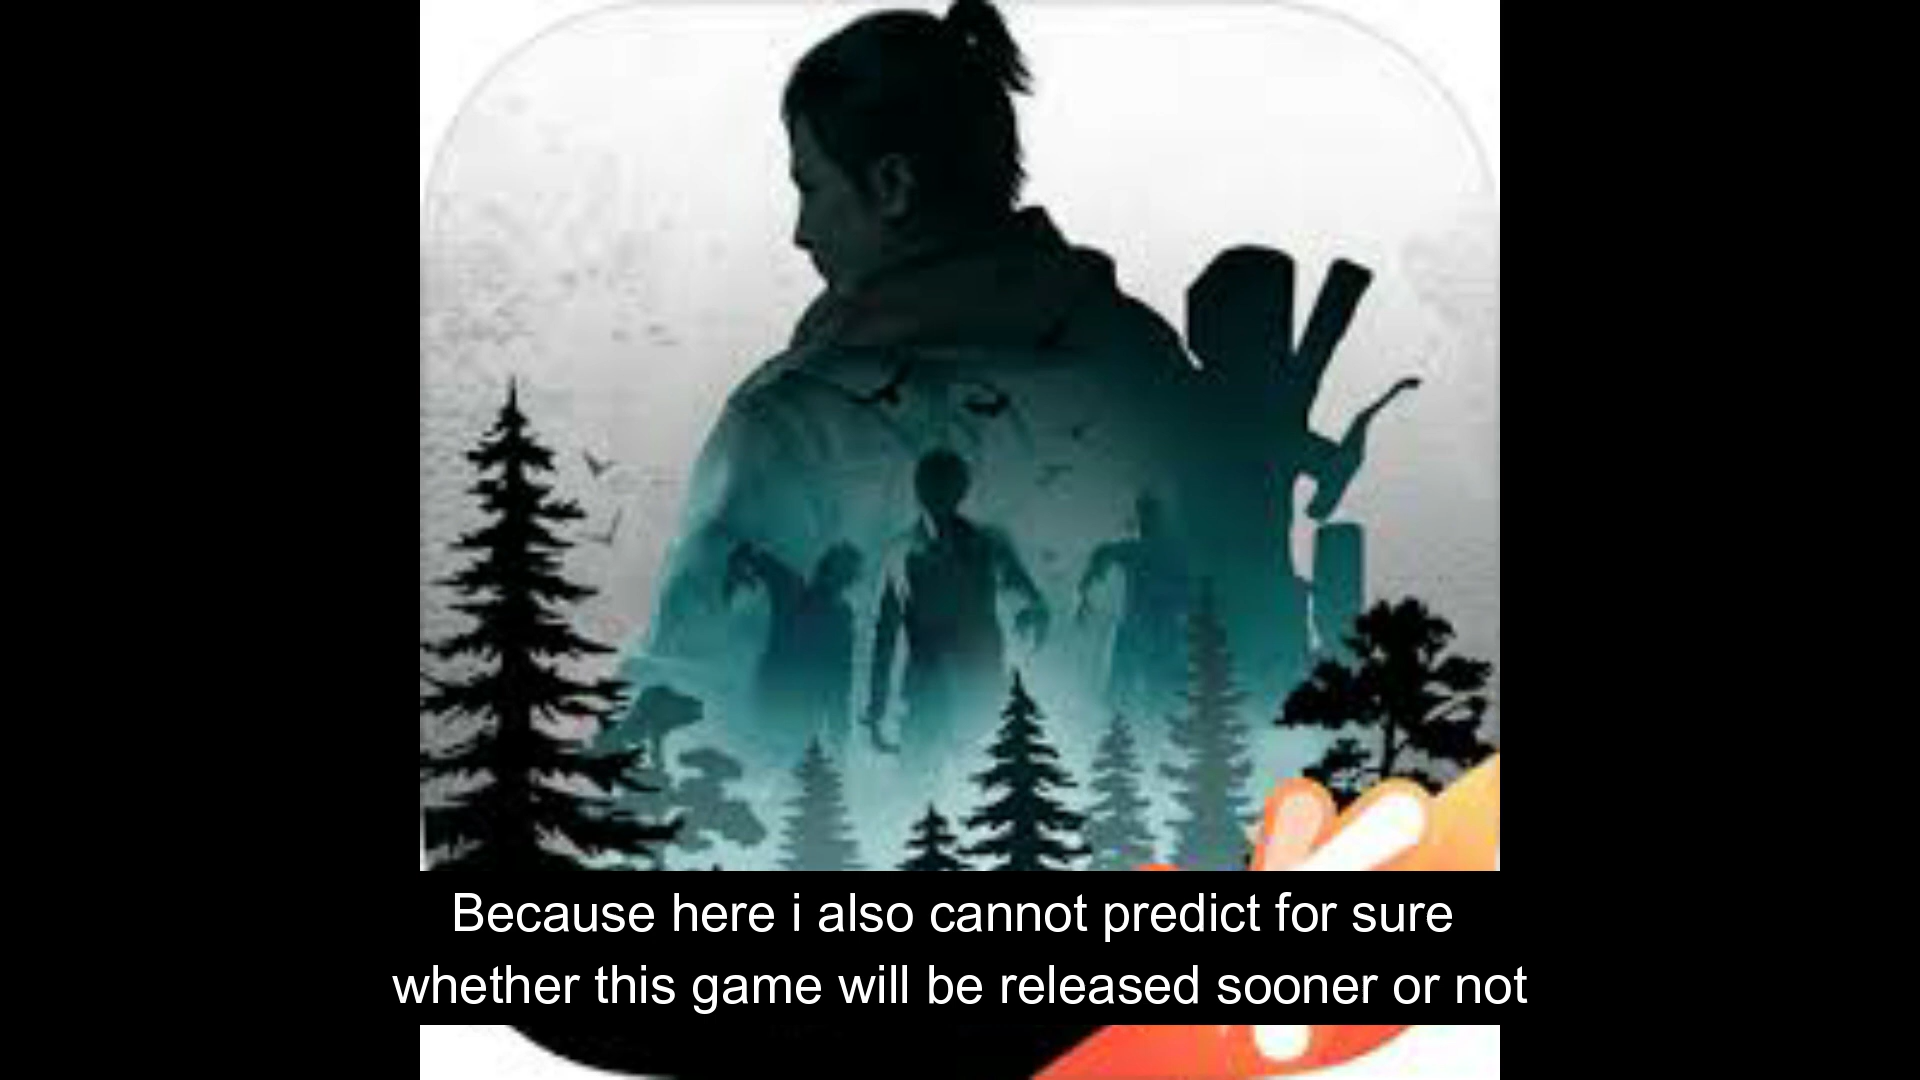 Because here i also cannot predict for sure
whether this game will be released sooner or not